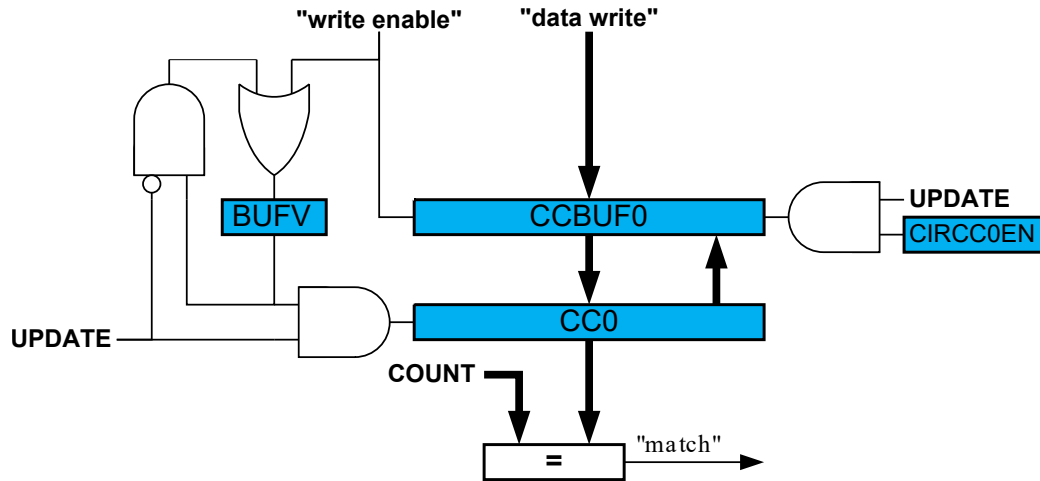 "write enable"
"data write"
BUFV
CCBUF0
UPDATE
CIRCC0EN
UPDATE
CC0
COUNT
=
"match"